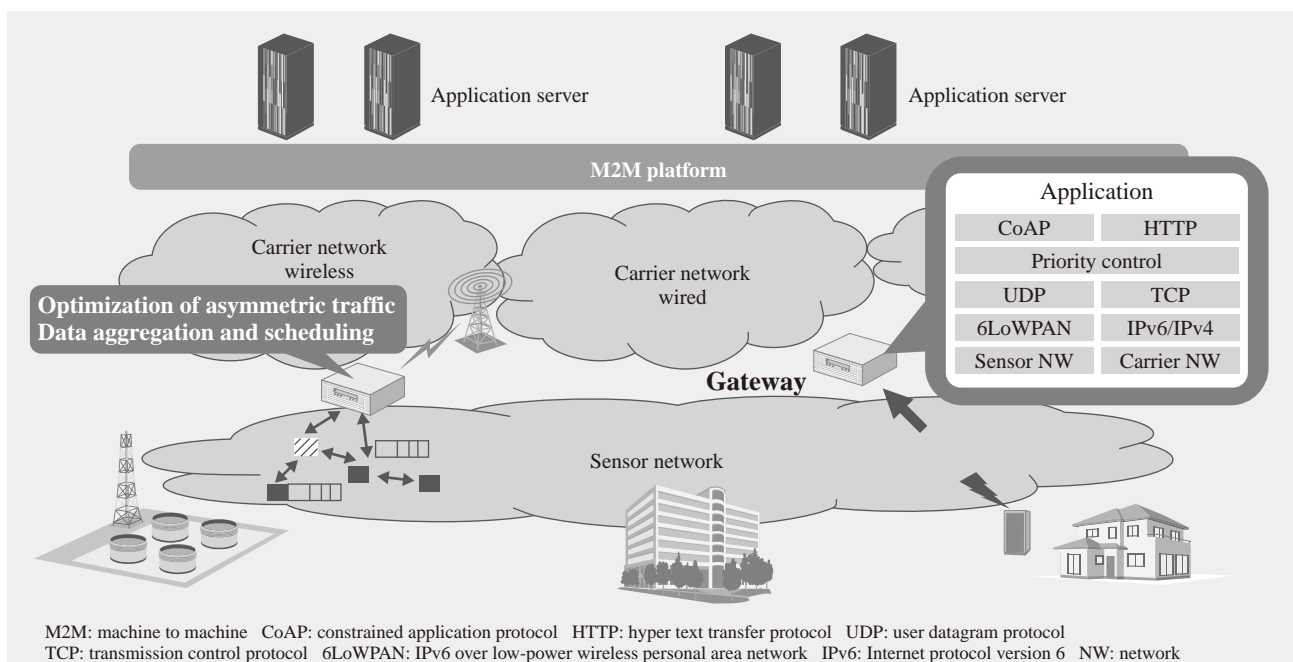 Application server
Application server
M2M platform
Carrier network
wireless
Carrier network
wired
Optimization of asymmetric traffic
Data aggregation and scheduling
Application
CoAP
HTTP
Priority control
UDP
TCP
6LoWPAN
IPv6/IPv4
Sensor NW
Carrier NW
Gateway
Sensor network
M2M: machine to machine CoAP: constrained application protocol HTTP: hyper text transfer protocol UDP: user datagram protocol
TCP: transmission control protocol 6LoWPAN: IPv6 over low-power wireless personal area network IPv6: Internet protocol version 6 NW: network